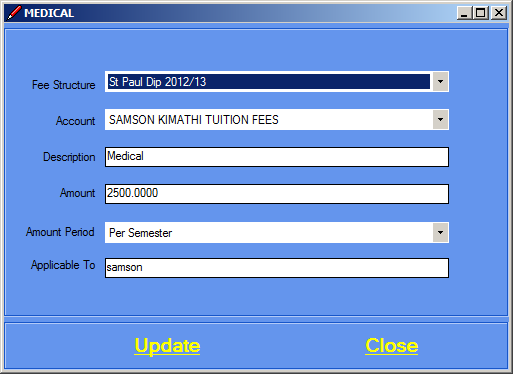 MEDICAL
Fee Structure St Paul Dip 2012/13
Account SAMSON KIMATHI TUITION FEES
Description Medical
Amount 2500.0000
Amount Period Per Semester
Applicable To samson
Update Close